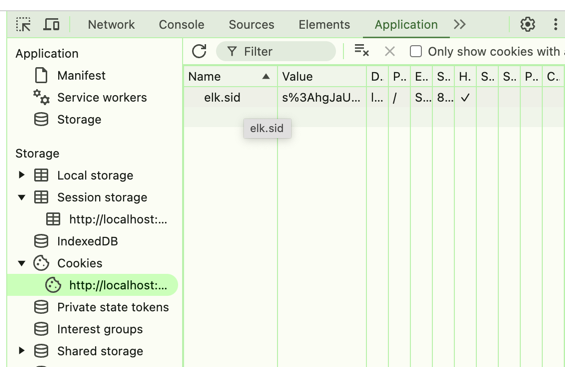 Network Console Sources Elements Application
Application
Manifest
Service workers
Storage
Storage
Local storage
Session storage
http://localhost:...
IndexedDB
Cookies
http://localhost:...
Private state tokens
Interest groups
Shared storage
Filter Only show cookies with
Name Value D. P.. E.. S.. H. S.. S.. P.. C.
elk.sid s%3AhgJaU... l... / S... 8...
elk.sid